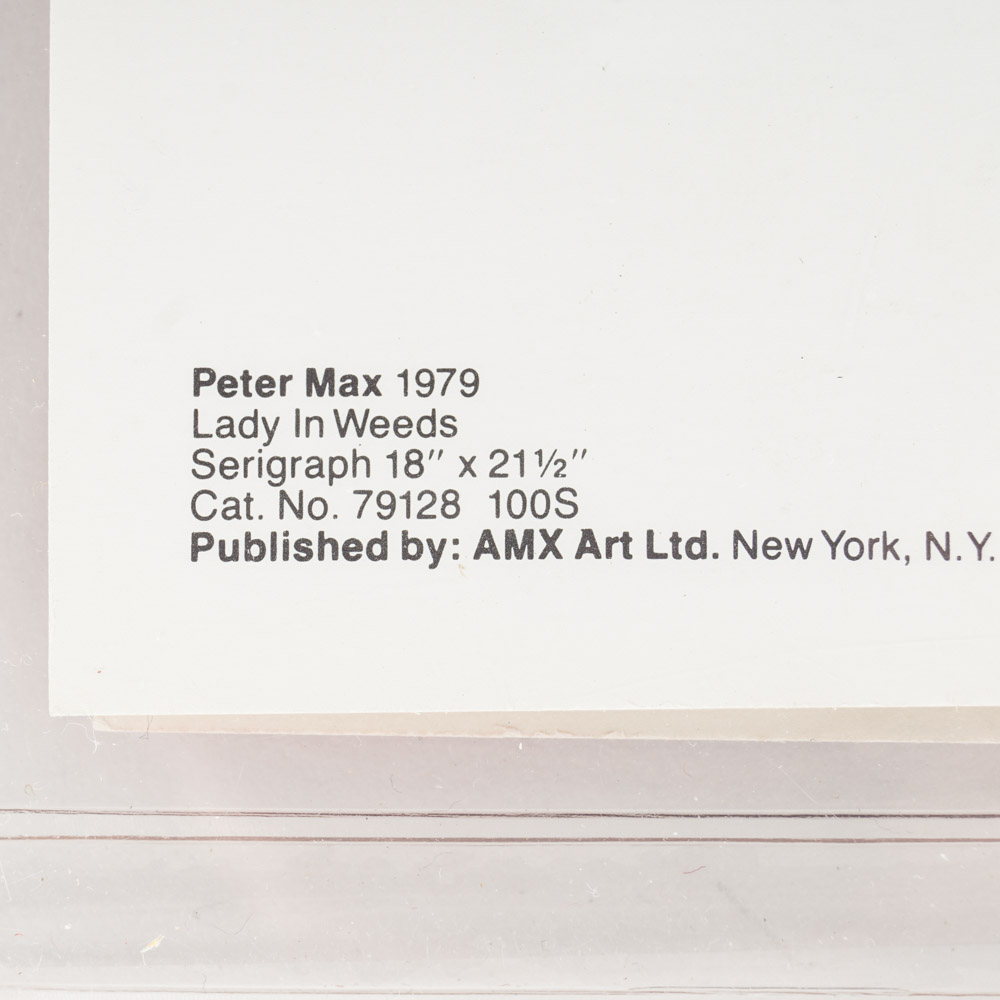 Peter Max 1979
Lady In Weeds
Serigraph 18" x 21½"
Cat. No. 79128 100S
Published by: AMX Art Ltd. New York, N.Y.